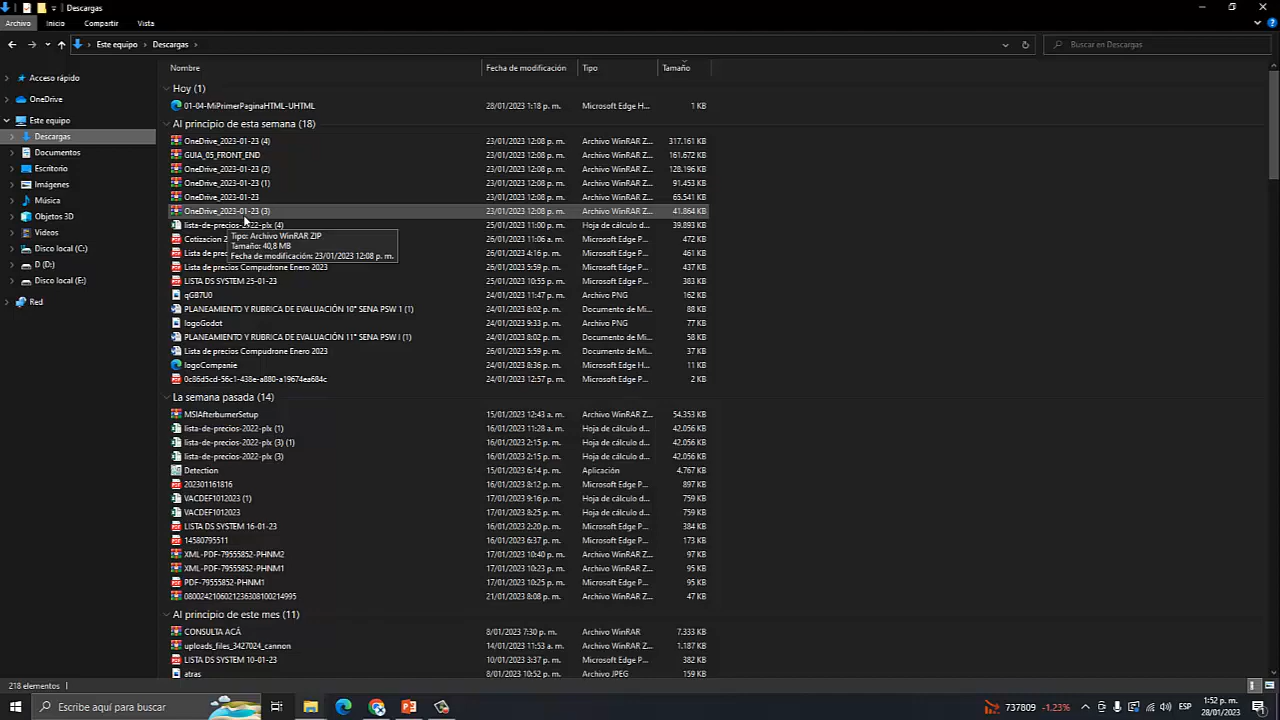 Descargas
Archivo Inicio Compartir Vista
Este equipo Descargas Buscar en Descargas
Nombre Fecha de modificación Tipo Tamaño
Acceso rápido
OneDrive
Este equipo
Descargas
Documentos
Escritorio
Imágenes
Música
Objetos 3D
Videos
Disco local (C:)
D (D:)
Disco local (E:)
Red
Hoy (1)
01-04-MiPrimerPaginaHTML-UHTML 28/01/2023 1:18 p. m. Microsoft Edge H... 1 KB
Al principio de esta semana (18)
OneDrive_2023-01-23 (4) 23/01/2023 12:08 p. m. Archivo WinRAR Z... 317.161 KB
GUIA_05_FRONT_END 23/01/2023 12:08 p. m. Archivo WinRAR Z... 161.672 KB
OneDrive_2023-01-23 (2) 23/01/2023 12:08 p. m. Archivo WinRAR Z... 128.196 KB
OneDrive_2023-01-23 (1) 23/01/2023 12:08 p. m. Archivo WinRAR Z... 91.453 KB
OneDrive_2023-01-23 23/01/2023 12:08 p. m. Archivo WinRAR Z... 65.541 KB
OneDrive_2023-01-23 (3) 23/01/2023 12:08 p. m. Archivo WinRAR Z... 41.864 KB
lista-de-precios-2022-plx (4) 25/01/2023 11:00 p. m. Hoja de cálculo d... 39.893 KB
Cotizacion 26/01/2023 11:06 a. m. Microsoft Edge P... 472 KB
Lista de pre 26/01/2023 4:16 p. m. Microsoft Edge P... 461 KB
Lista de precios Compudrone Enero 2023 26/01/2023 5:59 p. m. Microsoft Edge P... 437 KB
Tipo: Archivo WinRAR ZIP
Tamaño: 40,8 MB
Fecha de modificación: 23/01/2023 12:08 p. m.
LISTA DS SYSTEM 25-01-23 25/01/2023 10:55 p. m. Microsoft Edge P... 383 KB
qGB7U0 24/01/2023 11:47 p. m. Archivo PNG 162 KB
PLANEAMIENTO Y RUBRICA DE EVALUACIÓN 10° SENA PSW 1 (1) 24/01/2023 8:02 p. m. Documento de Mi... 88 KB
logoGodot 24/01/2023 9:33 p. m. Archivo PNG 77 KB
PLANEAMIENTO Y RUBRICA DE EVALUACIÓN 11° SENA PSW i (1) 24/01/2023 8:02 p. m. Documento de Mi... 58 KB
Lista de precios Compudrone Enero 2023 26/01/2023 5:59 p. m. Documento de Mi... 37 KB
logoCompanie 24/01/2023 8:36 p. m. Microsoft Edge H... 11 KB
0c86d5cd-56c1-438e-a880-a19674ea684c 24/01/2023 12:57 p. m. Microsoft Edge P... 2 KB
La semana pasada (14)
MSIAfterburnerSetup 15/01/2023 12:43 a. m. Archivo WinRAR Z... 54.353 KB
lista-de-precios-2022-plx (1) 16/01/2023 11:28 a. m. Hoja de cálculo d... 42.056 KB
lista-de-precios-2022-plx (3) (1) 16/01/2023 2:15 p. m. Hoja de cálculo d... 42.056 KB
lista-de-precios-2022-plx (3) 16/01/2023 2:15 p. m. Hoja de cálculo d... 42.056 KB
Detection 15/01/2023 6:14 p. m. Aplicación 4.767 KB
202301161816 16/01/2023 8:12 p. m. Microsoft Edge P... 897 KB
VACDEF1012023 (1) 17/01/2023 9:16 p. m. Hoja de cálculo d... 759 KB
VACDEF1012023 17/01/2023 8:25 p. m. Hoja de cálculo d... 759 KB
LISTA DS SYSTEM 16-01-23 16/01/2023 2:20 p. m. Microsoft Edge P... 384 KB
14580795511 16/01/2023 6:37 p. m. Microsoft Edge P... 173 KB
XML-PDF-79555852-PHNM2 17/01/2023 10:40 p. m. Archivo WinRAR Z... 97 KB
XML-PDF-79555852-PHNM1 17/01/2023 10:23 p. m. Archivo WinRAR Z... 95 KB
PDF-79555852-PHNM1 17/01/2023 10:25 p. m. Microsoft Edge P... 95 KB
0800242106021236308100214995 21/01/2023 8:08 p. m. Archivo WinRAR Z... 47 KB
Al principio de este mes (11)
CONSULTA ACÁ 8/01/2023 7:30 p. m. Archivo WinRAR 7.333 KB
uploads_files_3427024_cannon 14/01/2023 11:53 a. m. Archivo WinRAR Z... 1.187 KB
LISTA DS SYSTEM 10-01-23 10/01/2023 3:37 p. m. Microsoft Edge P... 382 KB
atras 8/01/2023 10:52 p. m. Archivo JPEG 159 KB
218 elementos
Escribe aquí para buscar 737809 -1.23% ESP 1:52 p. m.
28/01/2023